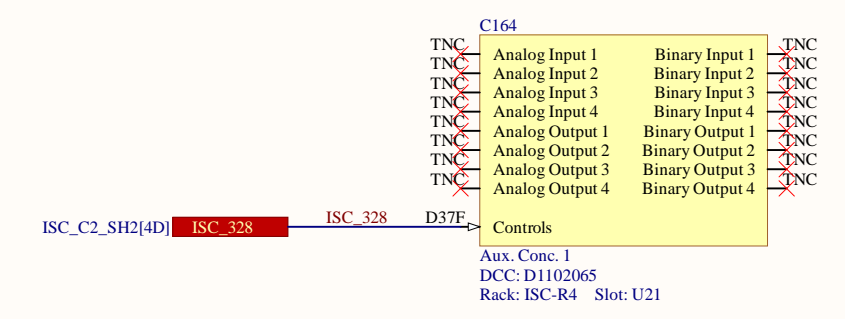 C164
TNC Analog Input 1 Binary Input 1 TNC
TNC Analog Input 2 Binary Input 2 TNC
TNC Analog Input 3 Binary Input 3 TNC
TNC Analog Input 4 Binary Input 4 TNC
TNC Analog Output 1 Binary Output 1 TNC
TNC Analog Output 2 Binary Output 2 TNC
TNC Analog Output 3 Binary Output 3 TNC
TNC Analog Output 4 Binary Output 4 TNC
ISC_C2_SH2[4D] ISC_328 ISC_328 D37F Controls
Aux. Conc. 1
DCC: D1102065
Rack: ISC-R4 Slot: U21